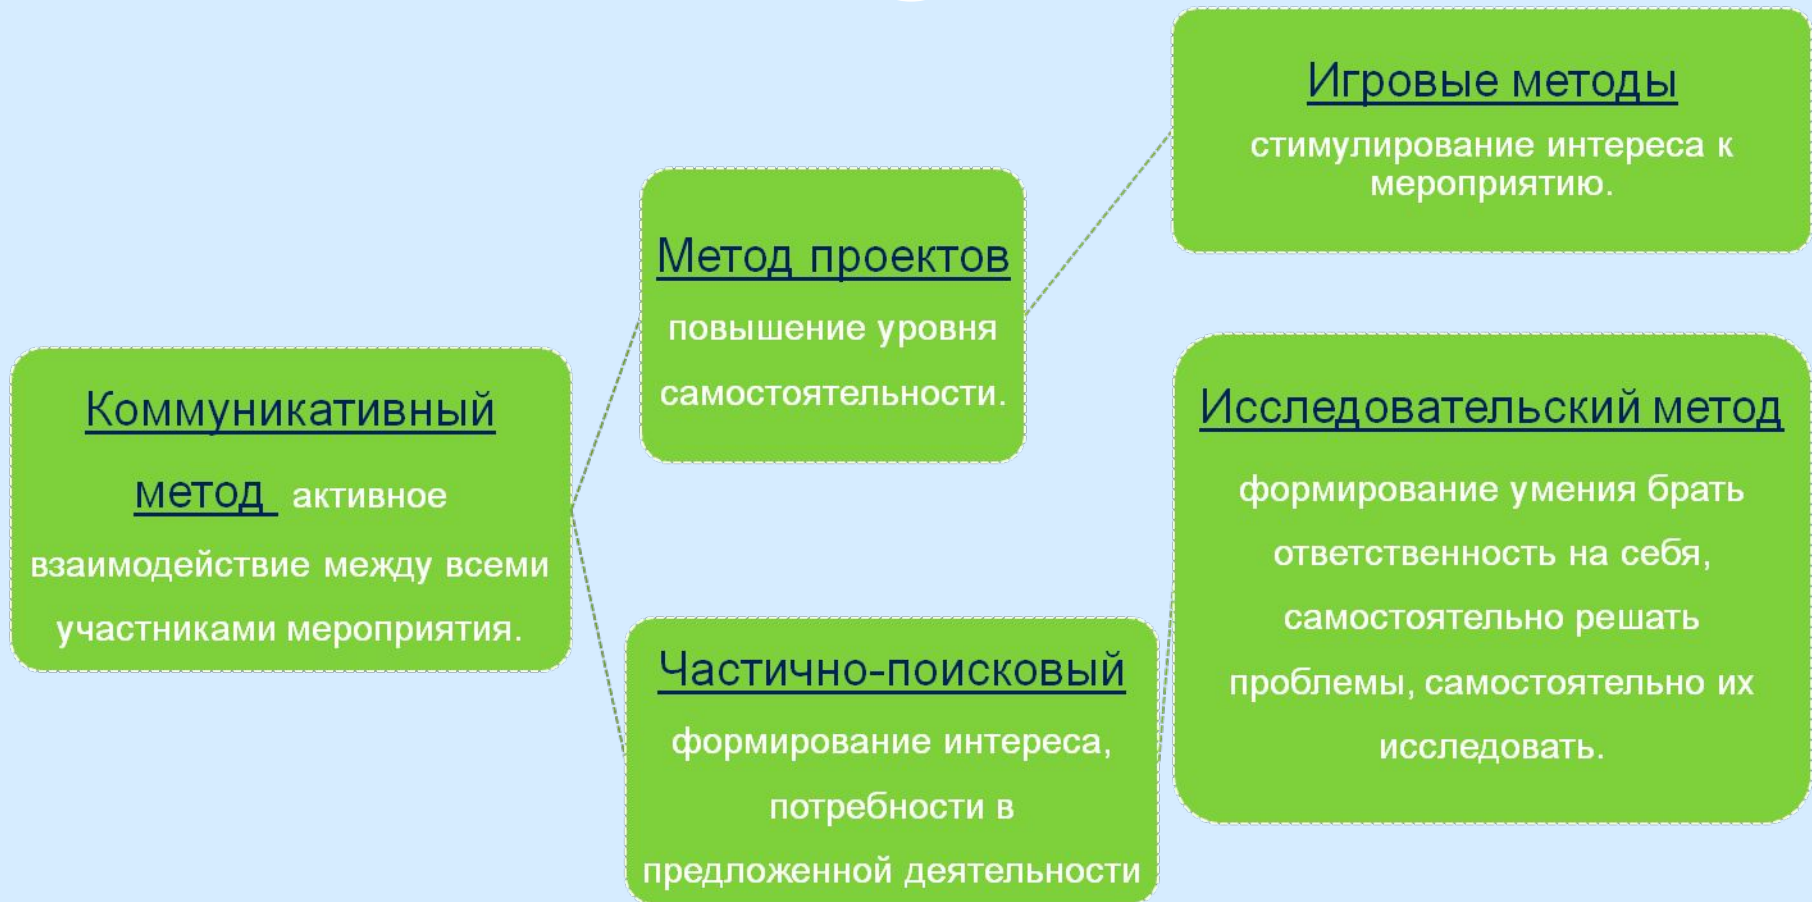 Коммуникативный
метод активное
взаимодействие между всеми
участниками мероприятия.
Метод проектов
повышение уровня
самостоятельности.
Частично-поисковый
формирование интереса,
потребности в
предложенной деятельности
Игровые методы
стимулирование интереса к
мероприятию.
Исследовательский метод
формирование умения брать
ответственность на себя,
самостоятельно решать
проблемы, самостоятельно их
исследовать.